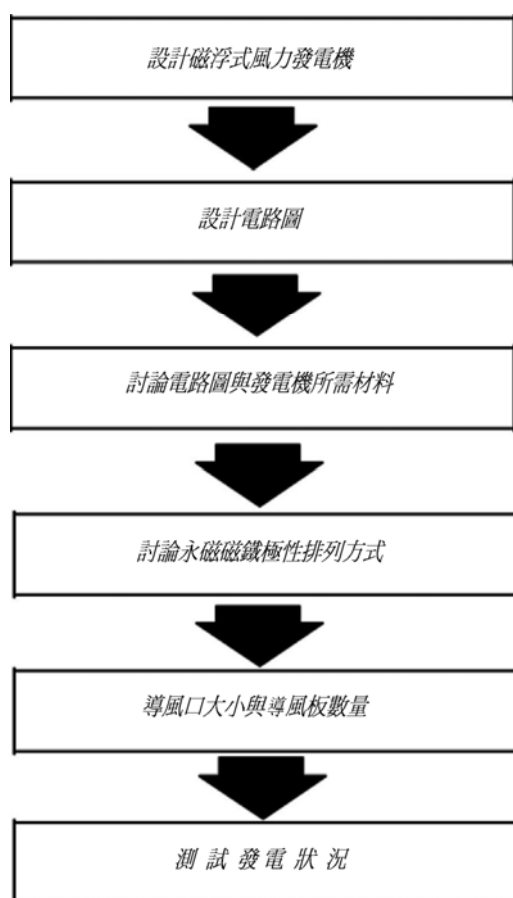 設計磁浮式風力發電機
設計電路圖
討論電路圖與發電機所需材料
討論永磁磁鐵極性排列方式
導風口大小與導風板數量
測試發電狀況